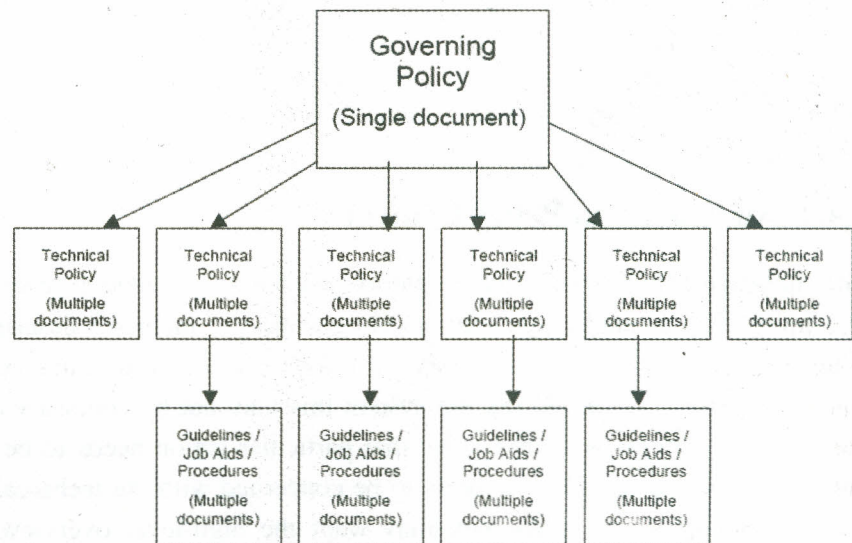 Governing
Policy
(Single document)
Technical
Policy
(Multiple
documents)
Technical
Policy
(Multiple
documents)
Technical
Policy
(Multiple
documents)
Technical
Policy
(Multiple
documents)
Technical
Policy
(Multiple
documents)
Technical
Policy
(Multiple
documents)
Guidelines /
Job Aids /
Procedures
(Multiple
documents)
Guidelines /
Job Aids /
Procedures
(Multiple
documents)
Guidelines /
Job Aids /
Procedures
(Multiple
documents)
Guidelines /
Job Aids /
Procedures
(Multiple
documents)